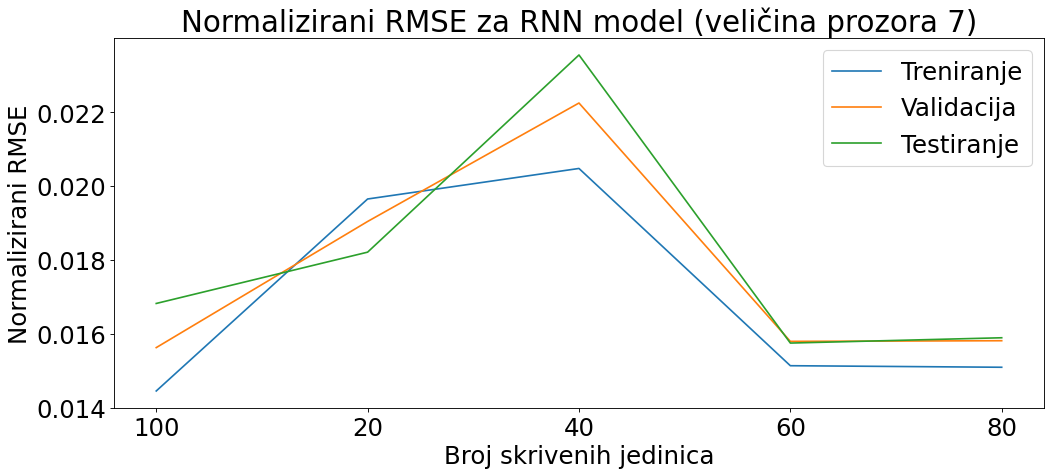 Normalizirani RMSE za RNN model (veličina prozora 7)
Treniranje
Validacija
Testiranje
Normalizirani RMSE
0.022
0.020
0.018
0.016
0.014
100 20 40 60 80
Broj skrivenih jedinica